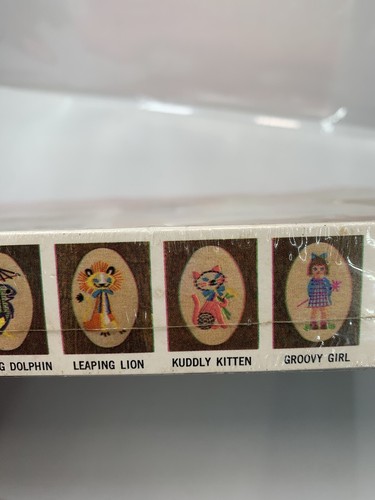 G DOLPHIN
LEAPING LION
KUDDLY KITTEN
GROOVY GIRL